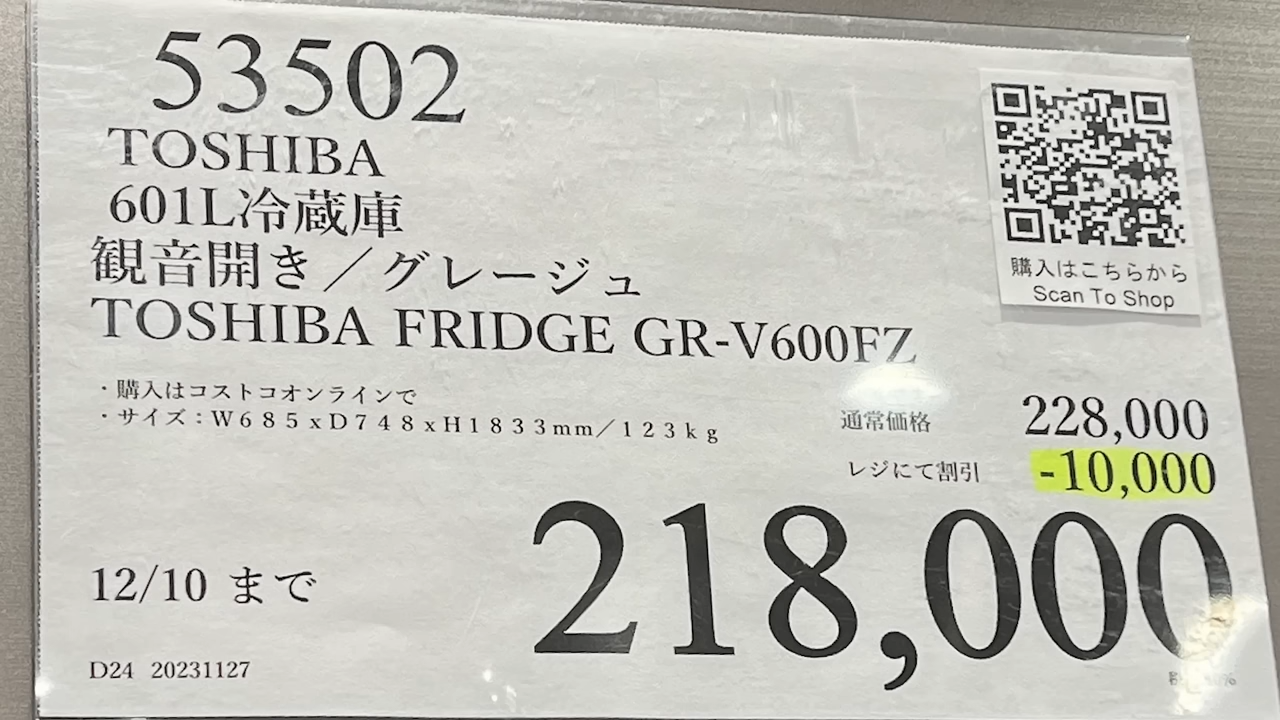 53502
TOSHIBA
601L冷蔵庫
観音開き／グレージュ
TOSHIBA FRIDGE GR-V600FZ
購入はこちらから
Scan To Shop
・購入はコストコオンラインで
・サイズ：Ｗ６８５ｘＤ７４８ｘＨ１８３３mm／１２３ｋｇ
通常価格 228,000
レジにて割引 -10,000
218,000
12/10 まで
D24 20231127